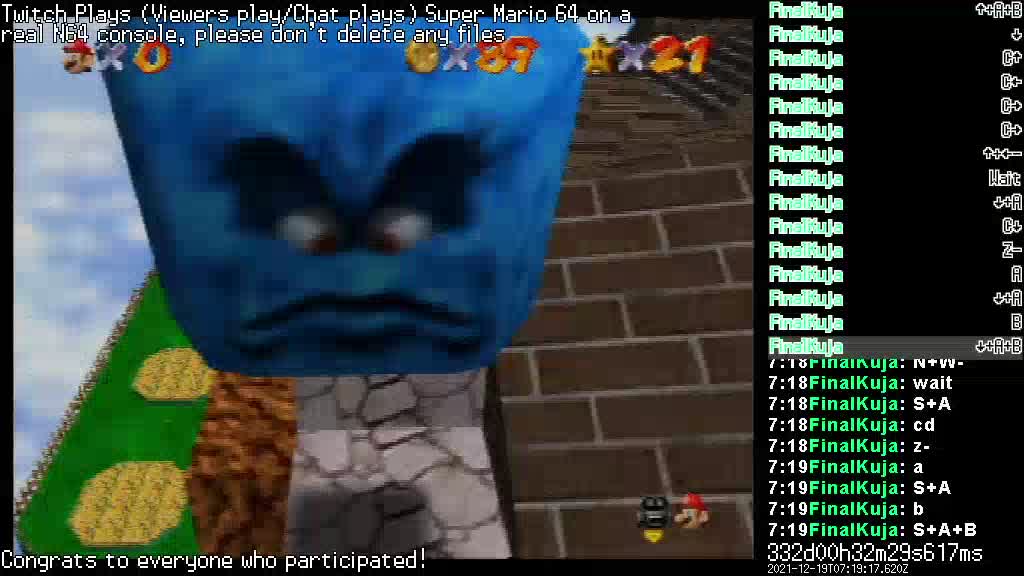 Twitch Plays (Viewers play/Chat plays) Super Mario 64 on a
real N64 console, please don't delete any files
×0 ×89 ×21
FinalKuja ↑+A+B
FinalKuja ↓
FinalKuja C↑
FinalKuja C←
FinalKuja C→
FinalKuja C→
FinalKuja ↑+←-
FinalKuja Wait
FinalKuja ↓+A
FinalKuja C↓
FinalKuja Z-
FinalKuja A
FinalKuja ↓+A
FinalKuja B
FinalKuja ↓+A+B
7:18FinalKuja: N+W-
7:18FinalKuja: wait
7:18FinalKuja: S+A
7:18FinalKuja: cd
7:18FinalKuja: z-
7:19FinalKuja: a
7:19FinalKuja: S+A
7:19FinalKuja: b
7:19FinalKuja: S+A+B
332d00h32m29s617ms
2021-12-19T07:19:17.620Z
Congrats to everyone who participated!